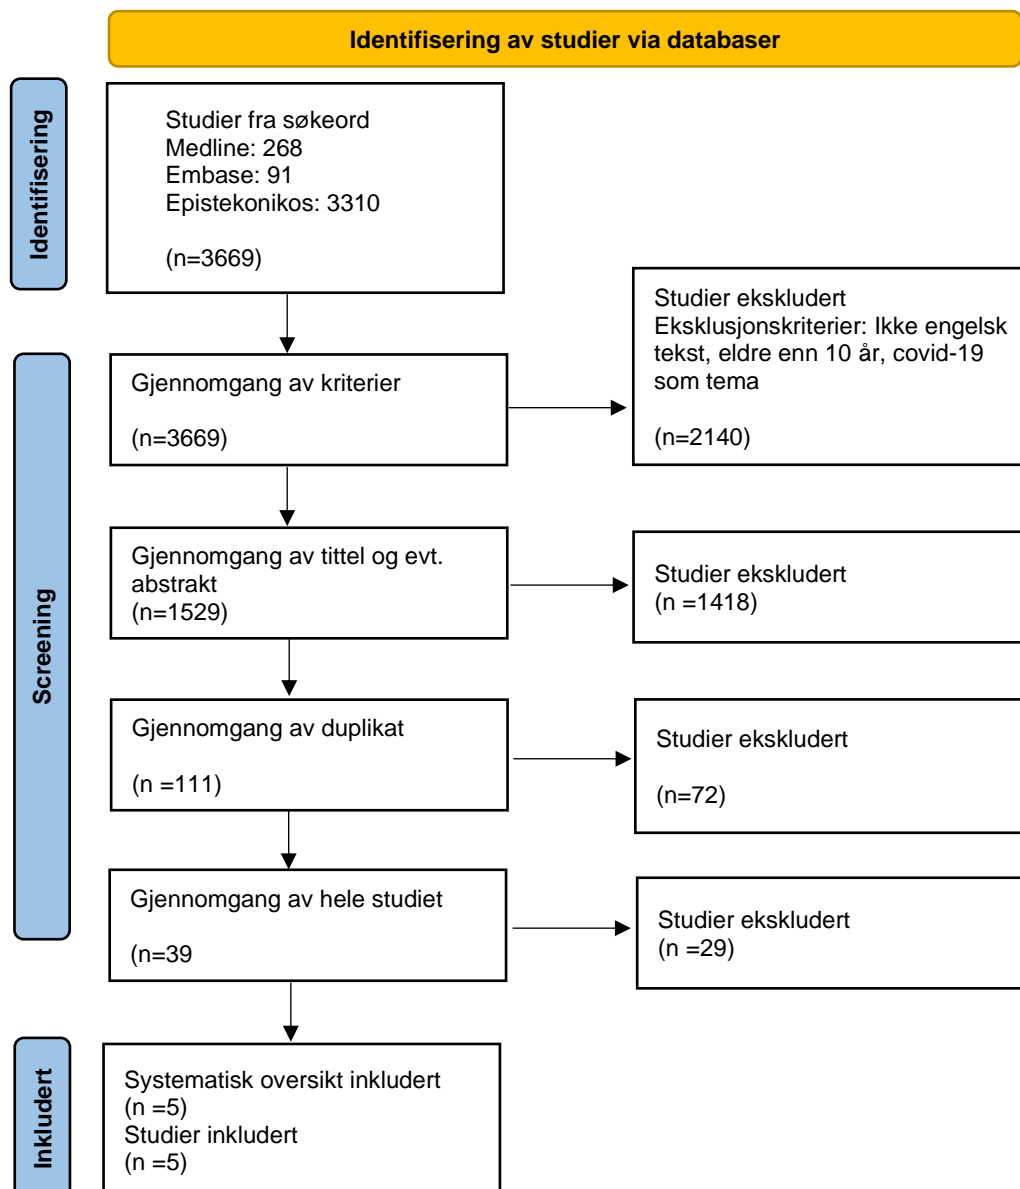 Identifisering av studier via databaser
Identifisering
Studier fra søkeord
Medline: 268
Embase: 91
Epistekonikos: 3310
(n=3669)
Studier ekskludert
Eksklusjonskriterier: Ikke engelsk
tekst, eldre enn 10 år, covid-19
som tema
(n=2140)
Screening
Gjennomgang av kriterier
(n=3669)
Gjennomgang av tittel og evt.
abstrakt
(n=1529)
Studier ekskludert
(n =1418)
Gjennomgang av duplikat
(n =111)
Studier ekskludert
(n=72)
Gjennomgang av hele studiet
(n=39
Studier ekskludert
(n =29)
Inkludert
Systematisk oversikt inkludert
(n =5)
Studier inkludert
(n =5)